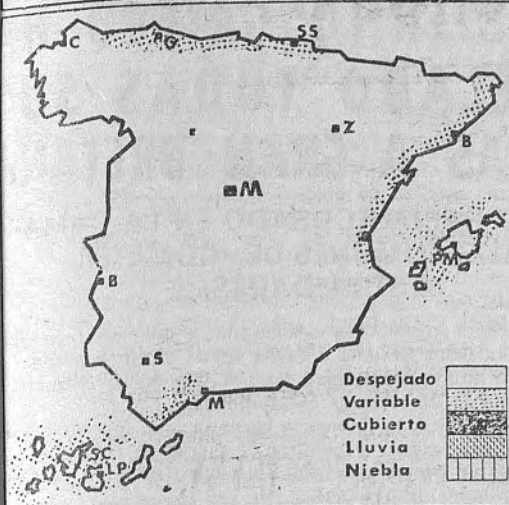 C
G
SS
Z
B
M
PM
B
S
M
SC
LP
Despejado
Variable
Cubierto
Lluvia
Niebla